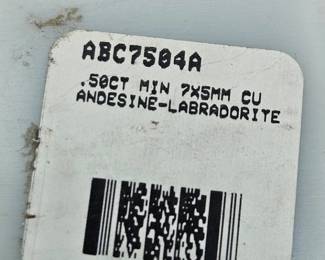 ABC7504A
.50CT MIN 7X5MM CU
ANDESINE-LABRADORITE